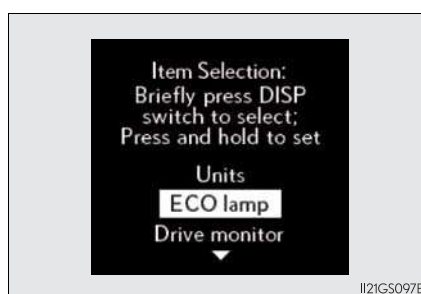 Item Selection:
Briefly press DISP
switch to select;
Press and hold to set
Units
ECO lamp
Drive monitor
II21GS097E